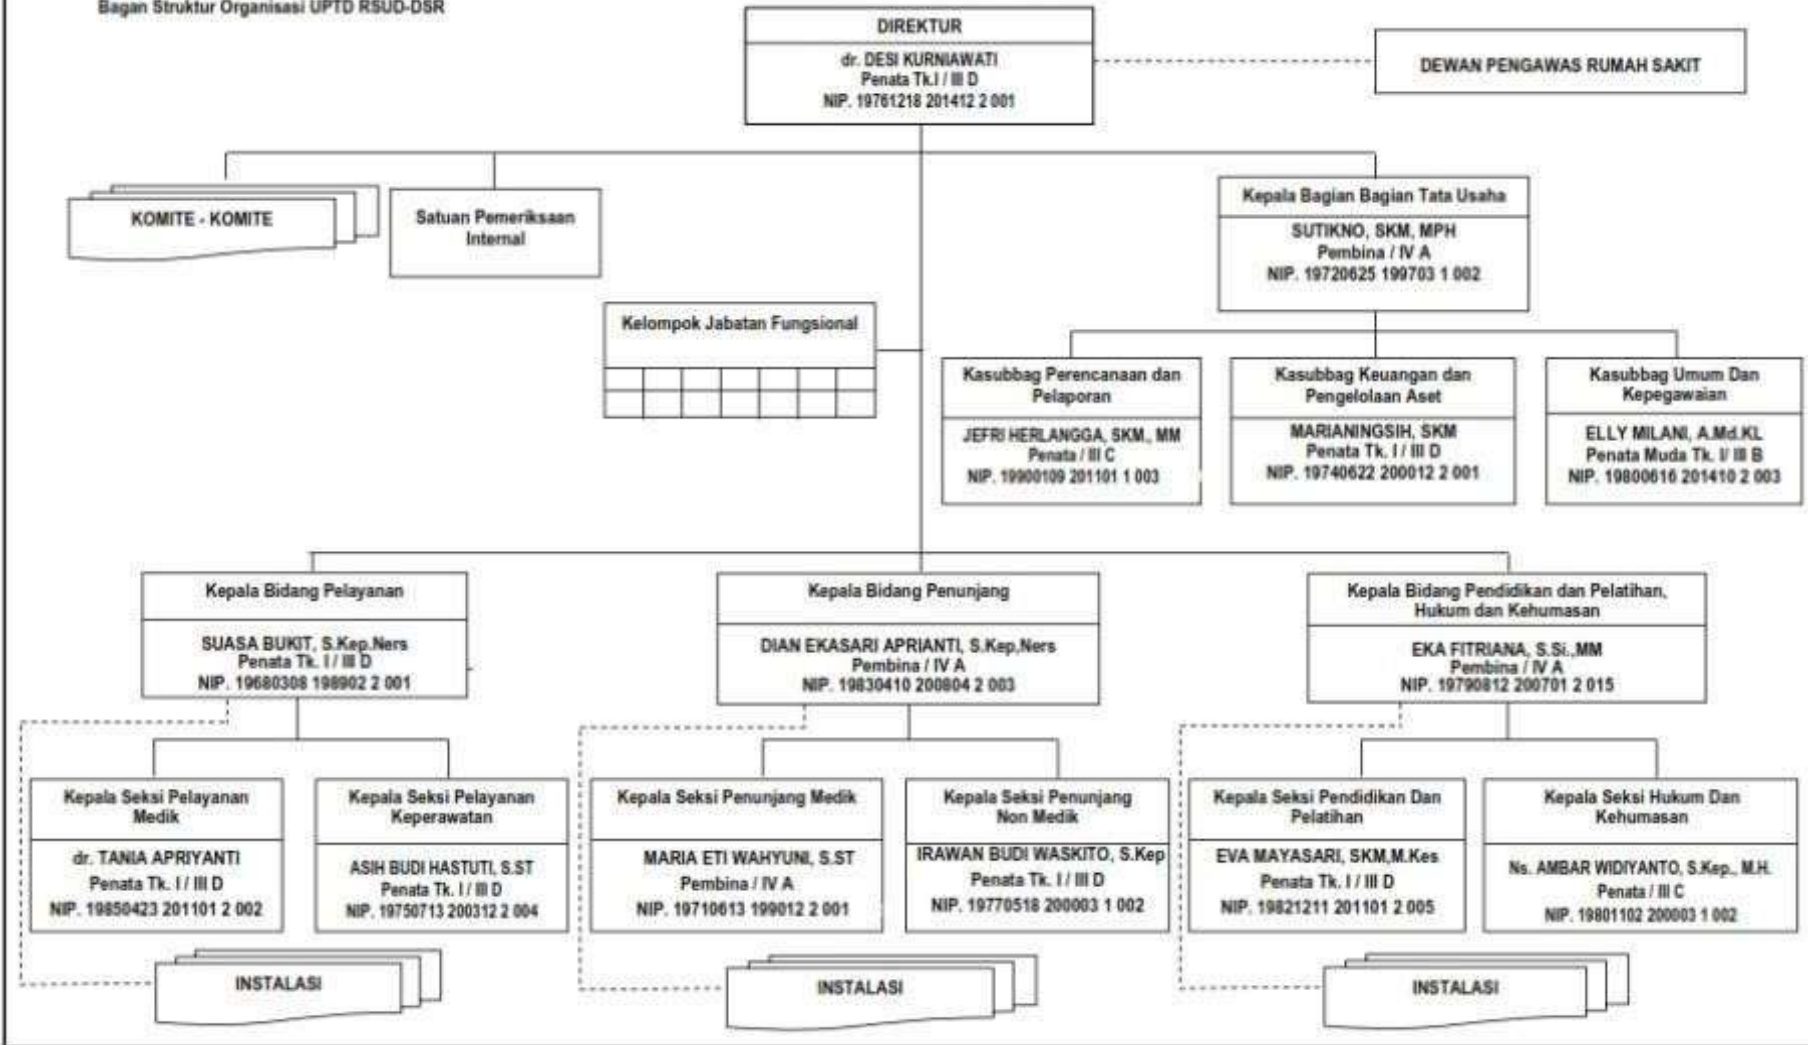 Bagan Struktur Organisasi UPTD RSUD-DSR
DIREKTUR
dr. DESI KURNIAWATI
Penata Tk.I / III D
NIP. 19761218 201412 2 001
DEWAN PENGAWAS RUMAH SAKIT
KOMITE - KOMITE
Satuan Pemeriksaan
Internal
Kepala Bagian Bagian Tata Usaha
SUTIKNO, SKM, MPH
Pembina / IV A
NIP. 19720625 199703 1 002
Kelompok Jabatan Fungsional
Kasubbag Perencanaan dan
Pelaporan
JEFRI HERLANGGA, SKM., MM
Penata / III C
NIP. 19900109 201101 1 003
Kasubbag Keuangan dan
Pengelolaan Aset
MARIANINGSIH, SKM
Penata Tk. I / III D
NIP. 19740622 200012 2 001
Kasubbag Umum Dan
Kepegawaian
ELLY MILANI, A.Md.KL
Penata Muda Tk. I/ III B
NIP. 19800616 201410 2 003
Kepala Bidang Pelayanan
SUASA BUKIT, S.Kep.Ners
Penata Tk. I / III D
NIP. 19680308 198902 2 001
Kepala Bidang Penunjang
DIAN EKASARI APRIANTI, S.Kep,Ners
Pembina / IV A
NIP. 19830410 200804 2 003
Kepala Bidang Pendidikan dan Pelatihan,
Hukum dan Kehumasan
EKA FITRIANA, S.Si.,MM
Pembina / IV A
NIP. 19790812 200701 2 015
Kepala Seksi Pelayanan
Medik
dr. TANIA APRIYANTI
Penata Tk. I / III D
NIP. 19850423 201101 2 002
Kepala Seksi Pelayanan
Keperawatan
ASIH BUDI HASTUTI, S.ST
Penata Tk. I / III D
NIP. 19750713 200312 2 004
Kepala Seksi Penunjang Medik
MARIA ETI WAHYUNI, S.ST
Pembina / IV A
NIP. 19710613 199012 2 001
Kepala Seksi Penunjang
Non Medik
IRAWAN BUDI WASKITO, S.Kep
Penata Tk. I / III D
NIP. 19770518 200003 1 002
Kepala Seksi Pendidikan Dan
Pelatihan
EVA MAYASARI, SKM,M.Kes
Penata Tk. I / III D
NIP. 19821211 201101 2 005
Kepala Seksi Hukum Dan
Kehumasan
Ns. AMBAR WIDIYANTO, S.Kep., M.H.
Penata / III C
NIP. 19801102 200003 1 002
INSTALASI
INSTALASI
INSTALASI